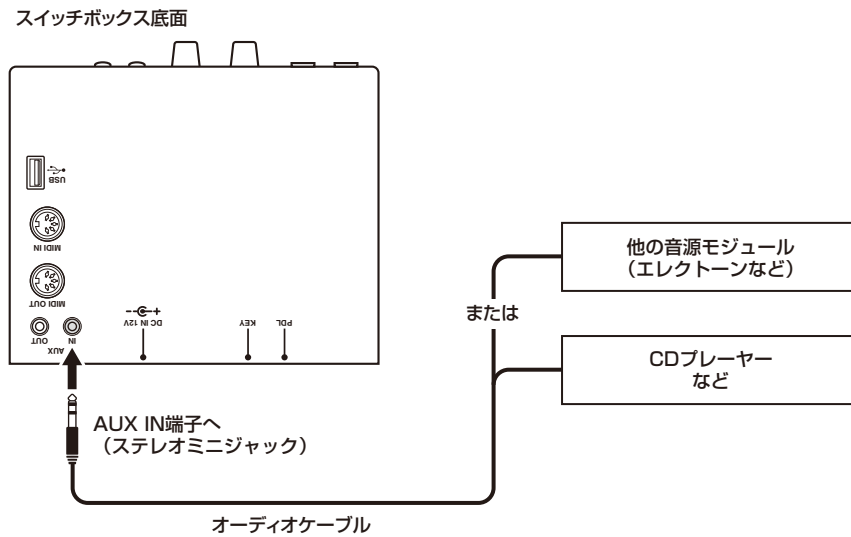 スイッチボックス底面
USB
MIDI IN
MIDI OUT
OUT
IN
AUX
DC IN 12V
KEY
PDL
AUX IN端子へ
（ステレオミニジャック）
オーディオケーブル
または
他の音源モジュール
（エレクトーンなど）
CDプレーヤー
など